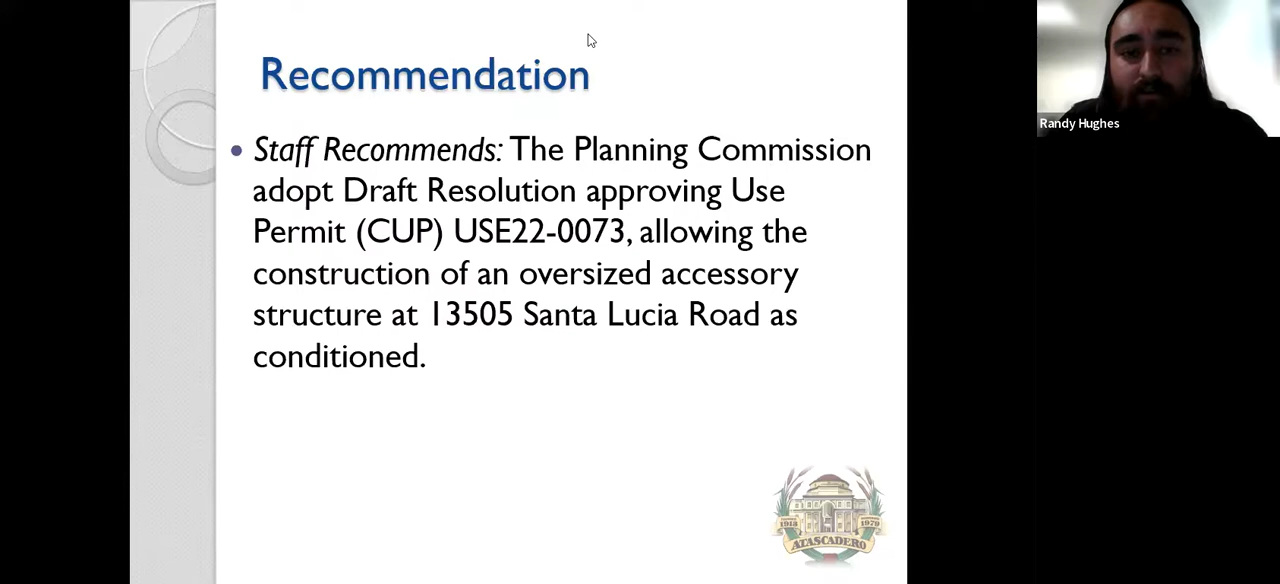 Recommendation
Randy Hughes
• Staff Recommends: The Planning Commission
adopt Draft Resolution approving Use
Permit (CUP) USE22-0073, allowing the
construction of an oversized accessory
structure at 13505 Santa Lucia Road as
conditioned.
1913
1979
ATASCADERO